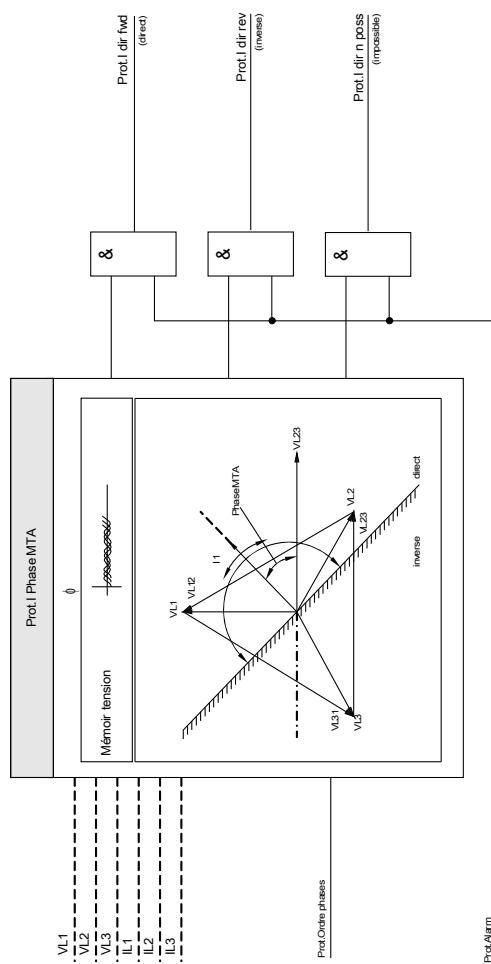 Prot.I PhaseMTA
VL1
VL2
VL3
IL1
IL2
IL3
ϕ
Mémoir tension
VL1
VL12
I1
PhaseMTA
VL23
VL2
VL23
VL31
VL3
direct
inverse
&
&
&
Prot.I dir fwd
(direct)
Prot.I dir rev
(inverse)
Prot.I dir n poss
(impossible)
Prot.Ordre phases
Prot.Alarm